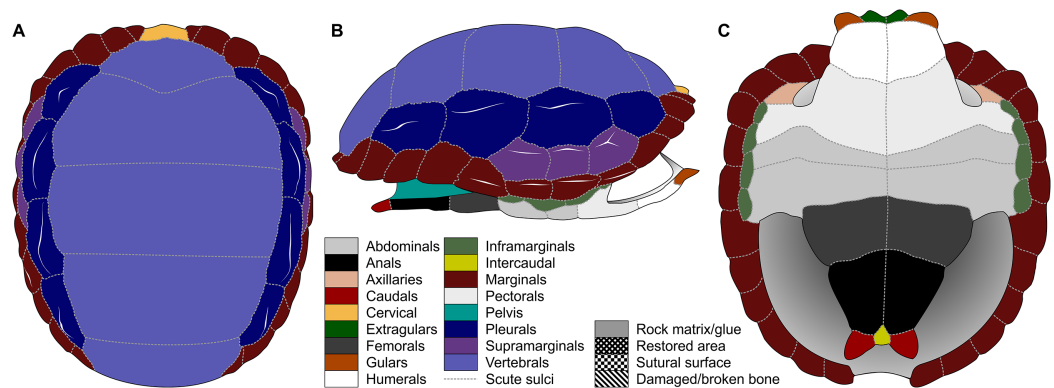 A
B
C
Abdominals
Anals
Axillaries
Caudals
Cervical
Extragulars
Femorals
Gulars
Humerals
Inframarginals
Intercaudal
Marginals
Pectorals
Pelvis
Pleurals
Supramarginals
Vertebrals
Scute sulci
Rock matrix/glue
Restored area
Sutural surface
Damaged/broken bone